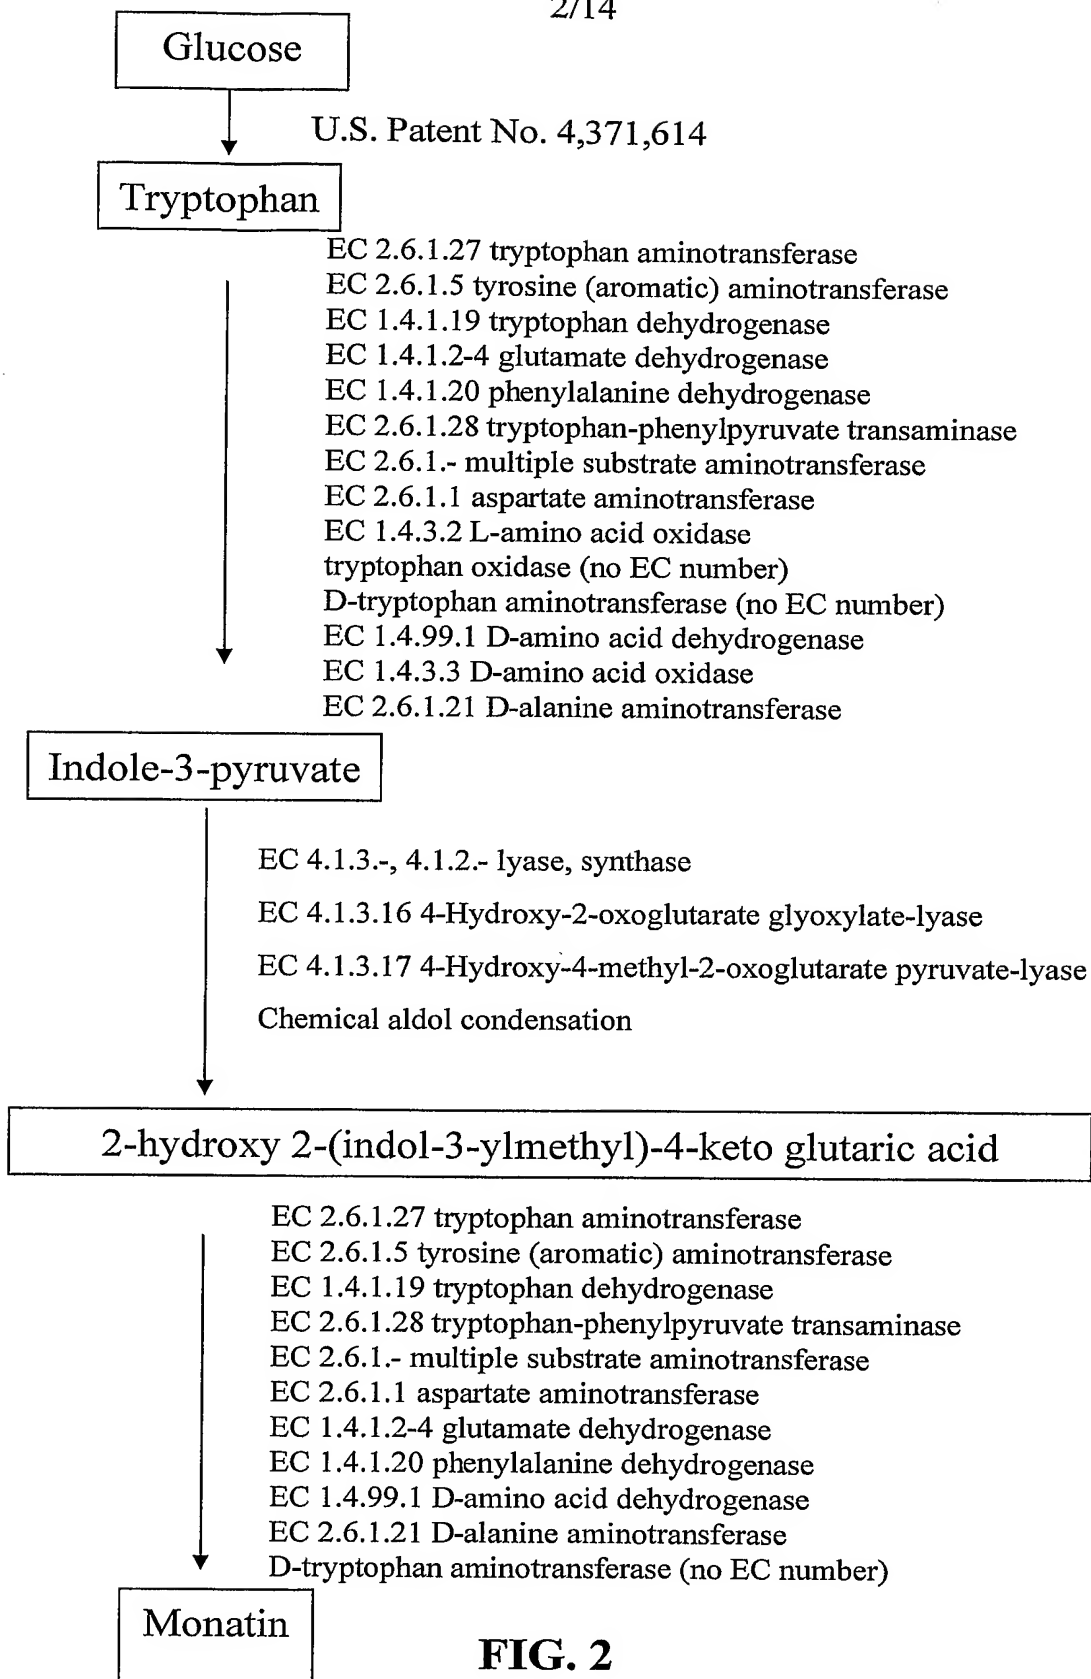 2/14
Glucose
U.S. Patent No. 4,371,614
Tryptophan
EC 2.6.1.27 tryptophan aminotransferase
EC 2.6.1.5 tyrosine (aromatic) aminotransferase
EC 1.4.1.19 tryptophan dehydrogenase
EC 1.4.1.2-4 glutamate dehydrogenase
EC 1.4.1.20 phenylalanine dehydrogenase
EC 2.6.1.28 tryptophan-phenylpyruvate transaminase
EC 2.6.1.- multiple substrate aminotransferase
EC 2.6.1.1 aspartate aminotransferase
EC 1.4.3.2 L-amino acid oxidase
tryptophan oxidase (no EC number)
D-tryptophan aminotransferase (no EC number)
EC 1.4.99.1 D-amino acid dehydrogenase
EC 1.4.3.3 D-amino acid oxidase
EC 2.6.1.21 D-alanine aminotransferase
Indole-3-pyruvate
EC 4.1.3.-, 4.1.2.- lyase, synthase
EC 4.1.3.16 4-Hydroxy-2-oxoglutarate glyoxylate-lyase
EC 4.1.3.17 4-Hydroxy-4-methyl-2-oxoglutarate pyruvate-lyase
Chemical aldol condensation
2-hydroxy 2-(indol-3-ylmethyl)-4-keto glutaric acid
EC 2.6.1.27 tryptophan aminotransferase
EC 2.6.1.5 tyrosine (aromatic) aminotransferase
EC 1.4.1.19 tryptophan dehydrogenase
EC 2.6.1.28 tryptophan-phenylpyruvate transaminase
EC 2.6.1.- multiple substrate aminotransferase
EC 2.6.1.1 aspartate aminotransferase
EC 1.4.1.2-4 glutamate dehydrogenase
EC 1.4.1.20 phenylalanine dehydrogenase
EC 1.4.99.1 D-amino acid dehydrogenase
EC 2.6.1.21 D-alanine aminotransferase
D-tryptophan aminotransferase (no EC number)
Monatin
FIG. 2